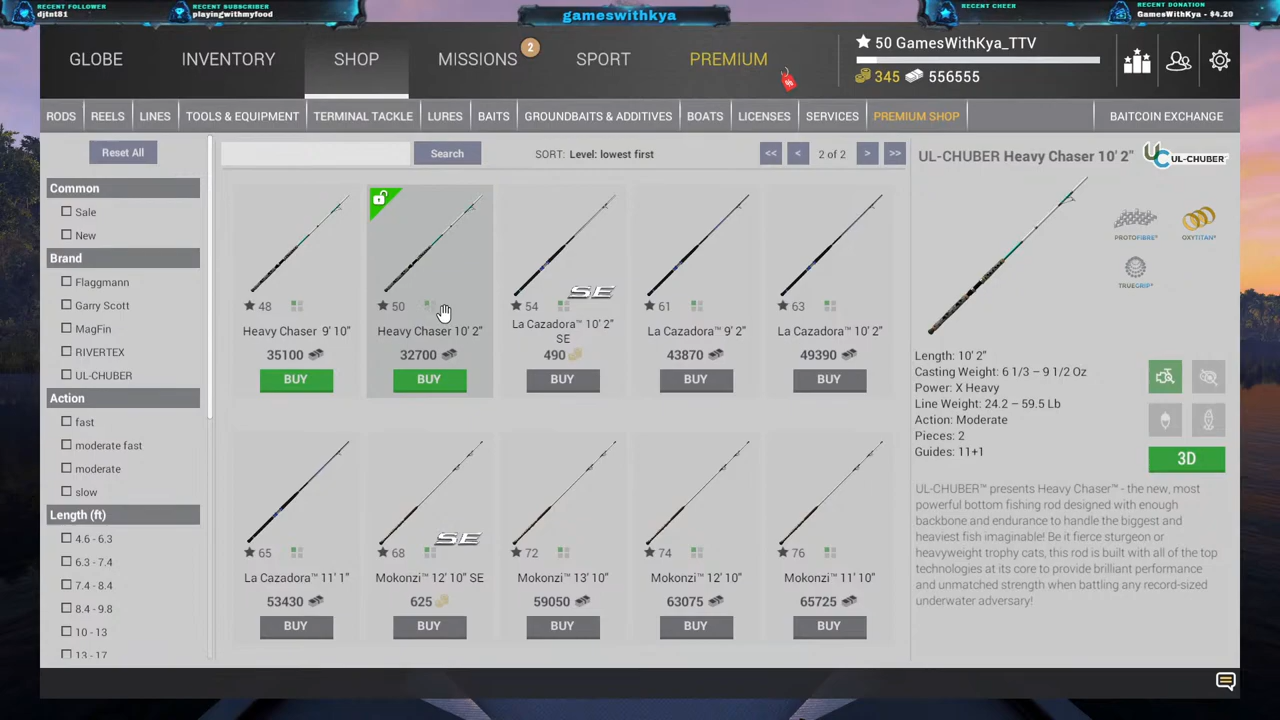 RECENT FOLLOWER
djtnt81
RECENT SUBSCRIBER
playingwithmyfood
gameswithkya
RECENT CHEER
RECENT DONATION
GamesWithKya - $4.20
GLOBE
INVENTORY
SHOP
MISSIONS
2
SPORT
PREMIUM
%
50 GamesWithKya_TTV
345
556555
RODS
REELS
LINES
TOOLS & EQUIPMENT
TERMINAL TACKLE
LURES
BAITS
GROUNDBAITS & ADDITIVES
BOATS
LICENSES
SERVICES
PREMIUM SHOP
BAITCOIN EXCHANGE
Reset All
Search
SORT: Level: lowest first
<<
<
2 of 2
>
>>
Common
Sale
New
Brand
Flaggmann
Garry Scott
MagFin
RIVERTEX
UL-CHUBER
Action
fast
moderate fast
moderate
slow
Length (ft)
4.6 - 6.3
6.3 - 7.4
7.4 - 8.4
8.4 - 9.8
10 - 13
13 - 17
48
Heavy Chaser 9' 10"
35100
BUY
50
Heavy Chaser 10' 2"
32700
BUY
SE
54
La Cazadora™ 10' 2"
SE
490
BUY
61
La Cazadora™ 9' 2"
43870
BUY
63
La Cazadora™ 10' 2"
49390
BUY
65
La Cazadora™ 11' 1"
53430
BUY
SE
68
Mokonzi™ 12' 10" SE
625
BUY
72
Mokonzi™ 13' 10"
59050
BUY
74
Mokonzi™ 12' 10"
63075
BUY
76
Mokonzi™ 11' 10"
65725
BUY
UL-CHUBER Heavy Chaser 10' 2"
UL-CHUBER
PROTOFIBRE®
OXYTITAN®
TRUEGRIP®
Length: 10' 2"
Casting Weight: 6 1/3 – 9 1/2 Oz
Power: X Heavy
Line Weight: 24.2 – 59.5 Lb
Action: Moderate
Pieces: 2
Guides: 11+1
3D
UL-CHUBER™ presents Heavy Chaser™ - the new, most
powerful bottom fishing rod designed with enough
backbone and endurance to handle the biggest and
heaviest fish imaginable! Be it fierce sturgeon or
heavyweight trophy cats, this rod is built with all of the top
technologies at its core to provide brilliant performance
and unmatched strength when battling any record-sized
underwater adversary!